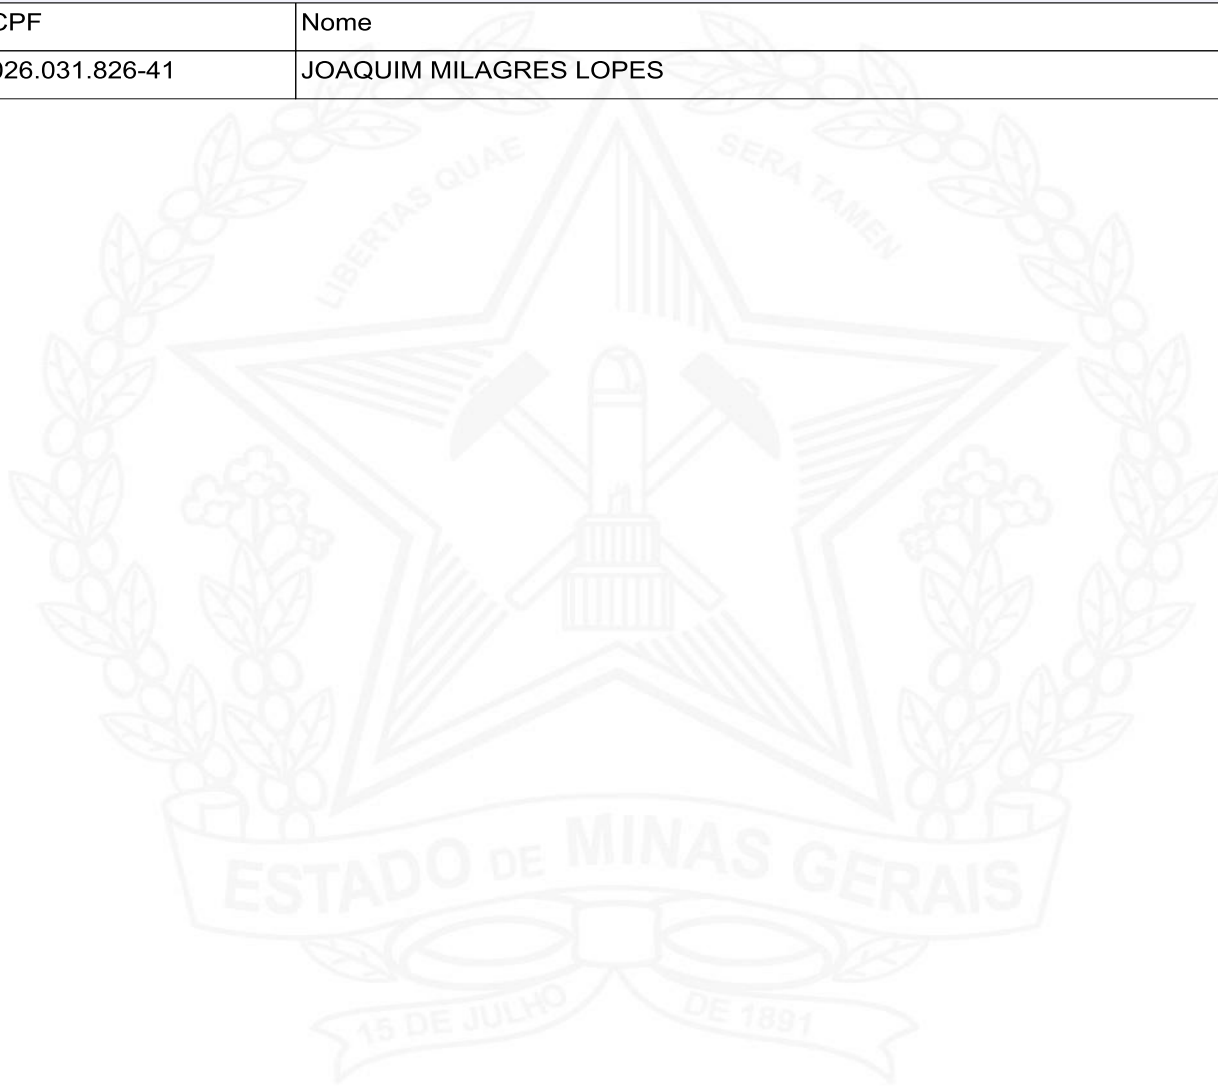 CPF Nome
026.031.826-41 JOAQUIM MILAGRES LOPES
LIBERTAS QUAE SERA TAMEN
ESTADO DE MINAS GERAIS
15 DE JULHO DE 1891